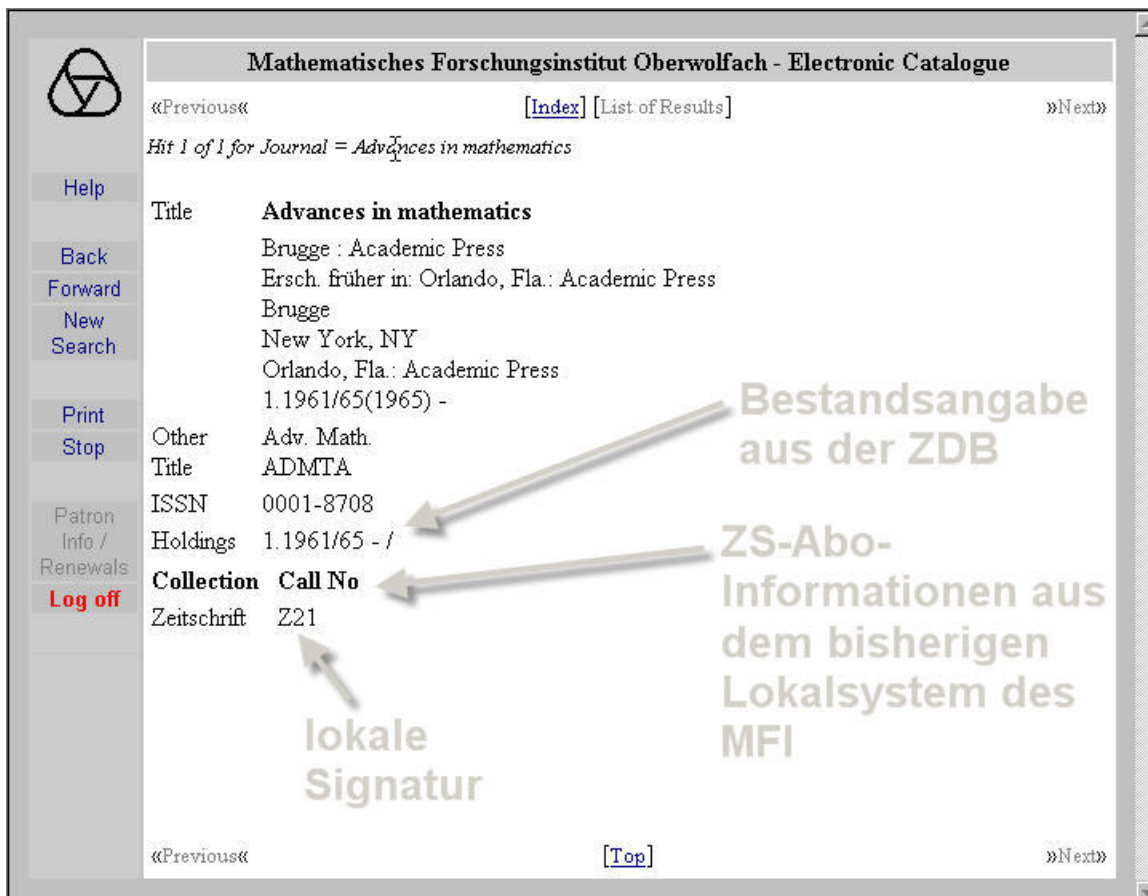 Mathematisches Forschungsinstitut Oberwolfach - Electronic Catalogue
«Previous« [Index] [List of Results] »Next»
Hit 1 of 1 for Journal = Advances in mathematics
Help
Back
Forward
New
Search
Print
Stop
Patron
Info /
Renewals
Log off
Title Advances in mathematics
Brugge : Academic Press
Ersch. früher in: Orlando, Fla.: Academic Press
Brugge
New York, NY
Orlando, Fla.: Academic Press
1.1961/65(1965) -
Other Adv. Math.
Title ADMTA
ISSN 0001-8708
Holdings 1.1961/65 - /
Collection Call No
Zeitschrift Z21
Bestandsangabe
aus der ZDB
ZS-Abo-
Informationen aus
dem bisherigen
Lokalsystem des
MFI
lokale
Signatur
«Previous« [Top] »Next»